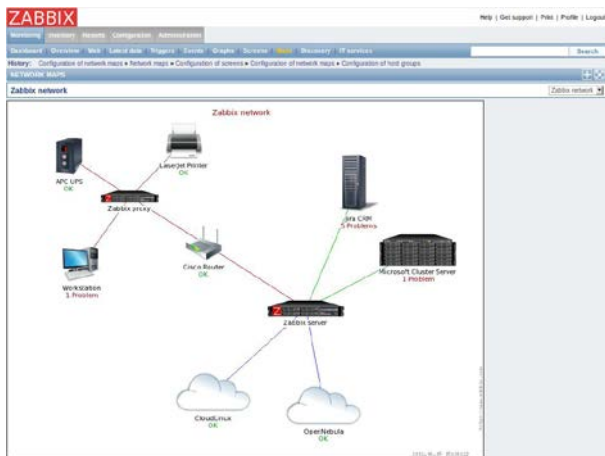 ZABBIX
Help | Get support | Print | Profile | Logout
Monitoring Inventory Reports Configuration Administration
Dashboard Overview Web Latest data Triggers Events Graphs Screens Maps Discovery IT services
Search
History: Configuration of network maps » Network maps » Configuration of screens » Configuration of network maps » Configuration of host groups
NETWORK MAPS
Zabbix network
Zabbix network
Zabbix network
LaserJet Printer
OK
APC UPS
OK
Zabbix proxy
Cisco Router
OK
Workstation
1 Problem
CRM
5 Problems
Microsoft Cluster Server
1 Problem
Z
Zabbix server
CloudLinux
OK
OpenNebula
OK